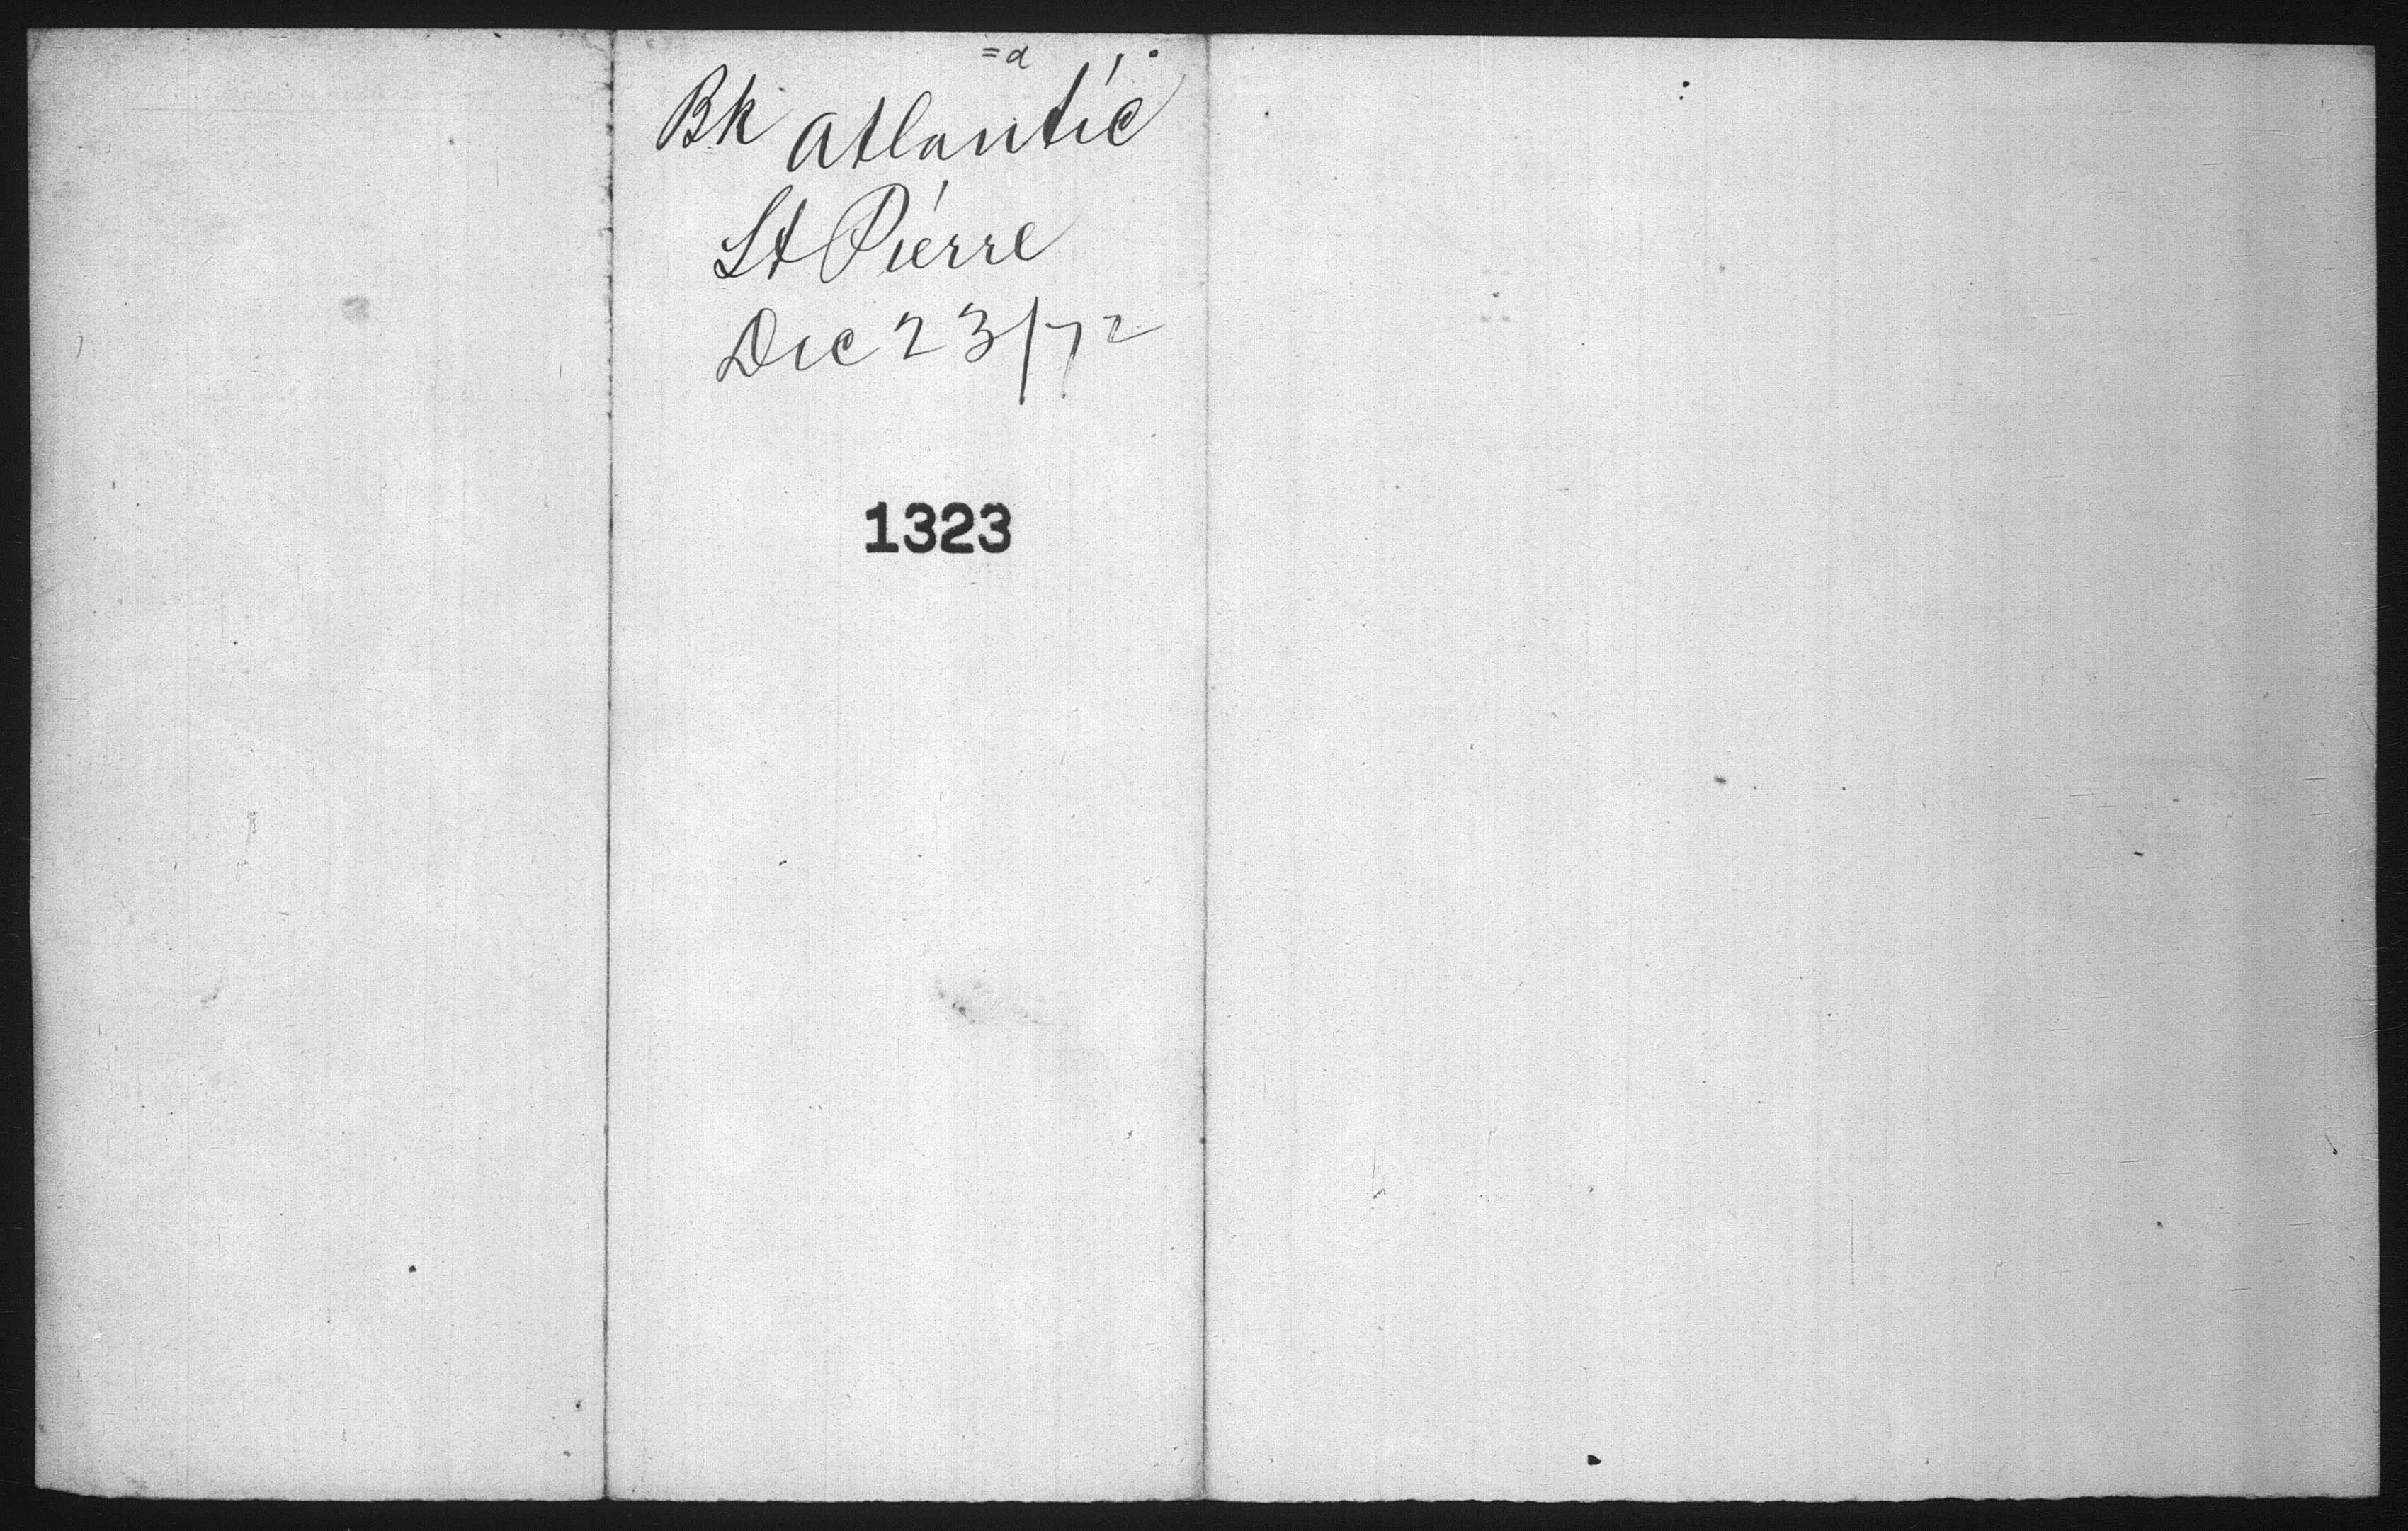 =a
Bk Atlantic
St Pierre
Dec 23/72
1323